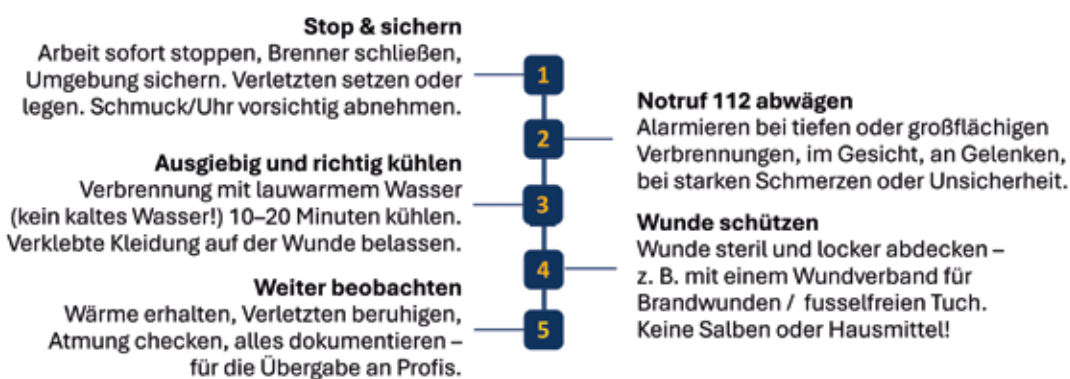 Stop & sichern
Arbeit sofort stoppen, Brenner schließen,
Umgebung sichern. Verletzten setzen oder
legen. Schmuck/Uhr vorsichtig abnehmen.
1
2
Notruf 112 abwägen
Alarmieren bei tiefen oder großflächigen
Verbrennungen, im Gesicht, an Gelenken,
bei starken Schmerzen oder Unsicherheit.
Ausgiebig und richtig kühlen
Verbrennung mit lauwarmem Wasser
(kein kaltes Wasser!) 10–20 Minuten kühlen.
Verklebte Kleidung auf der Wunde belassen.
3
4
Wunde schützen
Wunde steril und locker abdecken –
z. B. mit einem Wundverband für
Brandwunden / fusselfreien Tuch.
Keine Salben oder Hausmittel!
Weiter beobachten
Wärme erhalten, Verletzten beruhigen,
Atmung checken, alles dokumentieren –
für die Übergabe an Profis.
5